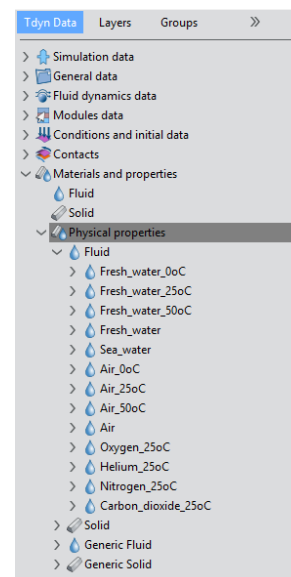 Tdyn Data Layers Groups
Simulation data
General data
Fluid dynamics data
Modules data
Conditions and initial data
Contacts
Materials and properties
Fluid
Solid
Physical properties
Fluid
Fresh_water_0oC
Fresh_water_25oC
Fresh_water_50oC
Fresh_water
Sea_water
Air_0oC
Air_25oC
Air_50oC
Air
Oxygen_25oC
Helium_25oC
Nitrogen_25oC
Carbon_dioxide_25oC
Solid
Generic Fluid
Generic Solid